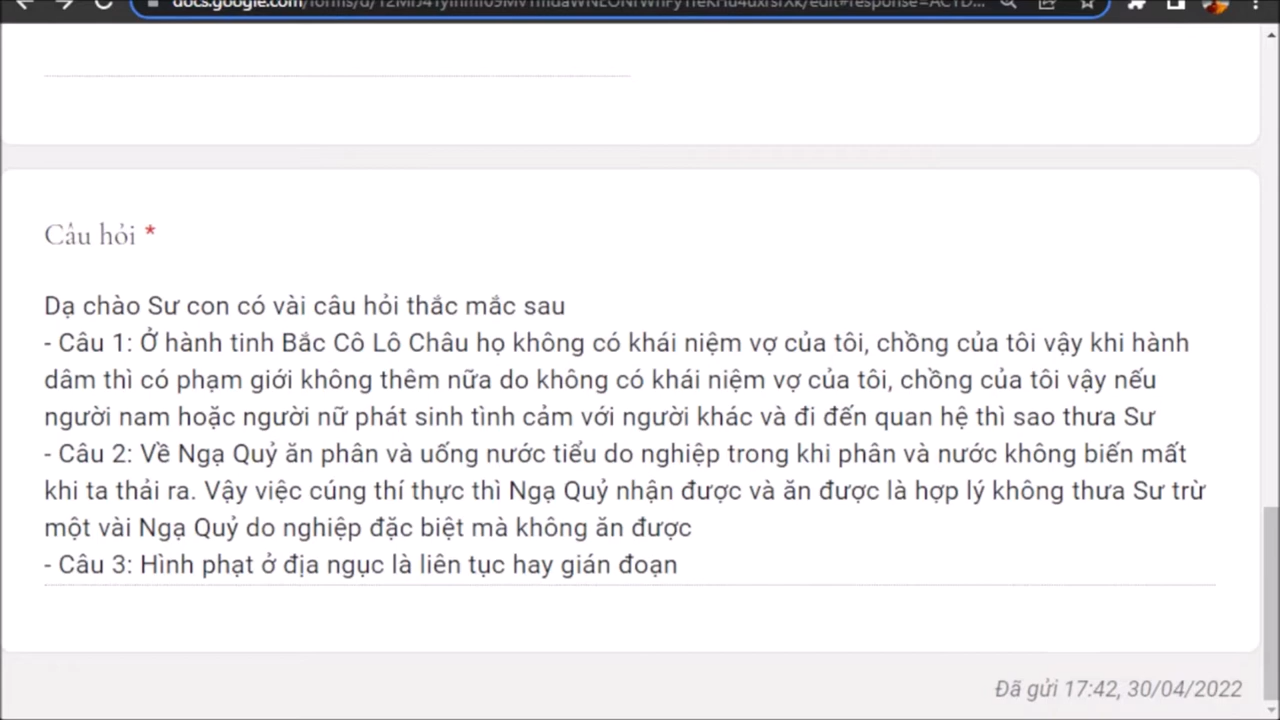 docs.google.com
Câu hỏi *
Dạ chào Sư con có vài câu hỏi thắc mắc sau
- Câu 1: Ở hành tinh Bắc Cô Lô Châu họ không có khái niệm vợ của tôi, chồng của tôi vậy khi hành
dâm thì có phạm giới không thêm nữa do không có khái niệm vợ của tôi, chồng của tôi vậy nếu
người nam hoặc người nữ phát sinh tình cảm với người khác và đi đến quan hệ thì sao thưa Sư
- Câu 2: Về Ngạ Quỷ ăn phân và uống nước tiểu do nghiệp trong khi phân và nước không biến mất
khi ta thải ra. Vậy việc cúng thí thực thì Ngạ Quỷ nhận được và ăn được là hợp lý không thưa Sư trừ
một vài Ngạ Quỷ do nghiệp đặc biệt mà không ăn được
- Câu 3: Hình phạt ở địa ngục là liên tục hay gián đoạn
Đã gửi 17:42, 30/04/2022